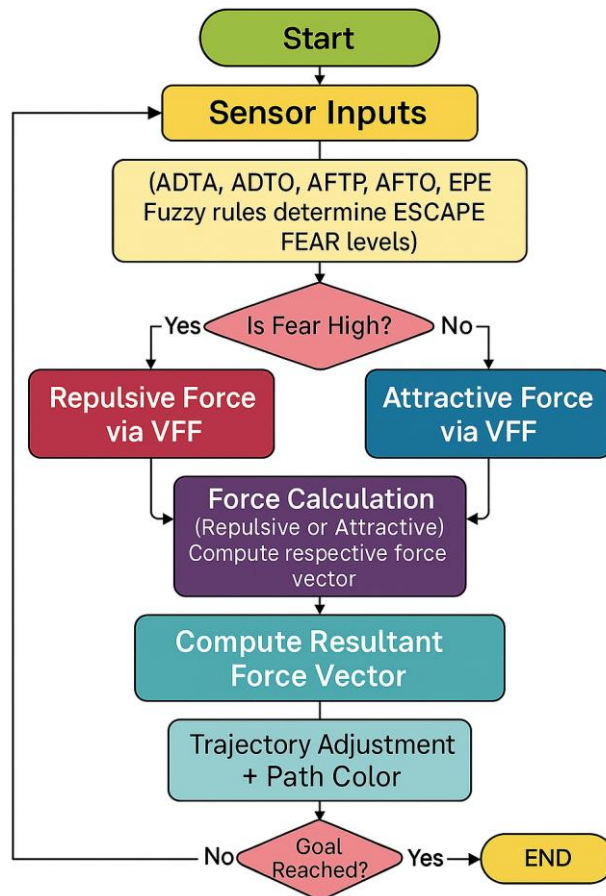 Start
Sensor Inputs
(ADTA, ADTO, AFTP, AFTO, EPE
Fuzzy rules determine ESCAPE
FEAR levels)
Yes
Is Fear High?
No
Repulsive Force
via VFF
Attractive Force
via VFF
Force Calculation
(Repulsive or Attractive)
Compute respective force
vector
Compute Resultant
Force Vector
Trajectory Adjustment
+ Path Color
No
Goal
Reached?
Yes
END